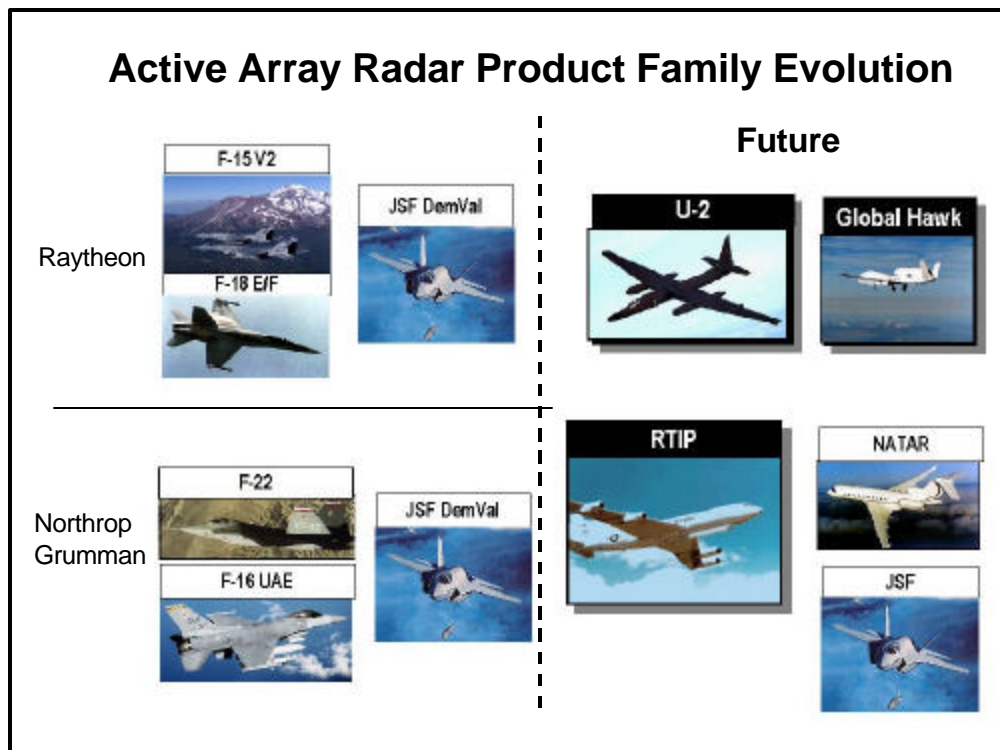 Active Array Radar Product Family Evolution
Future
Raytheon
F-15 V2
F-18 E/F
JSF DemVal
U-2
Global Hawk
Northrop
Grumman
F-22
F-16 UAE
JSF DemVal
RTIP
NATAR
JSF